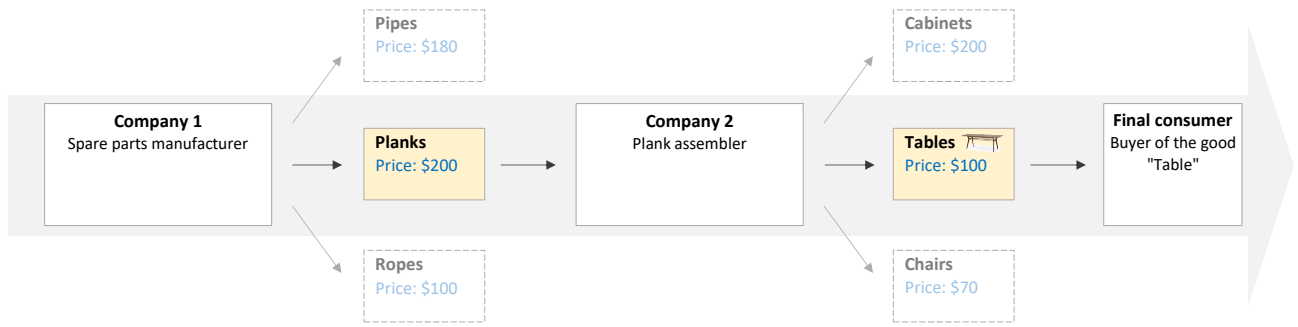 Pipes
Price: $180
Cabinets
Price: $200
Company 1
Spare parts manufacturer
Planks
Price: $200
Company 2
Plank assembler
Tables
Price: $100
Final consumer
Buyer of the good
"Table"
Ropes
Price: $100
Chairs
Price: $70